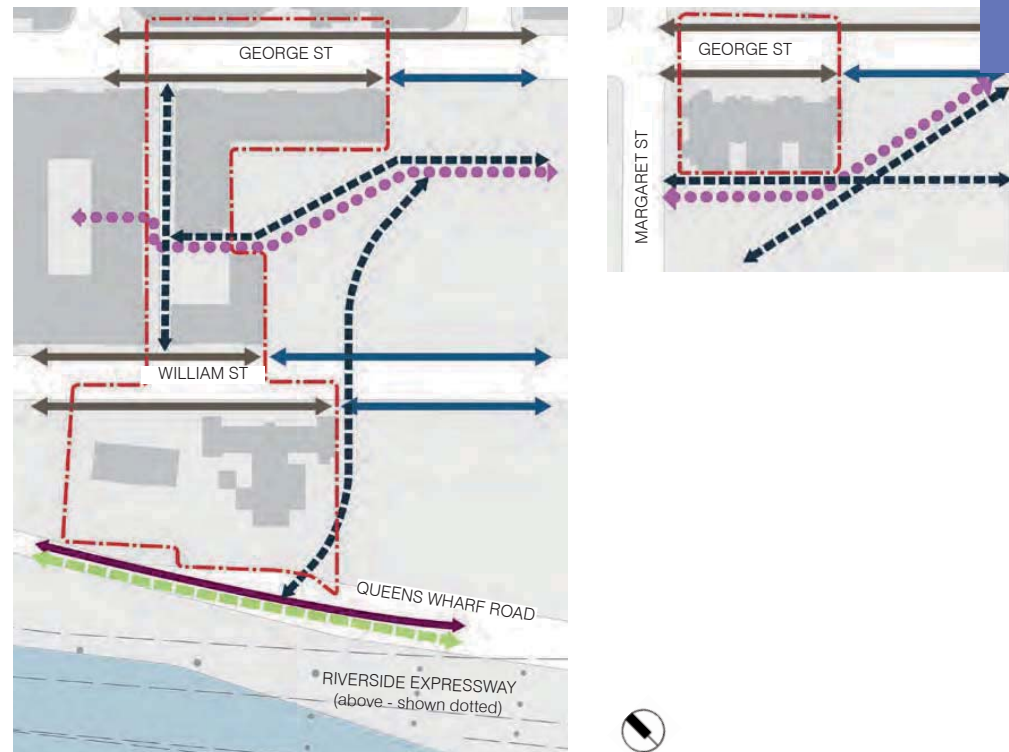 GEORGE ST
WILLIAM ST
QUEENS WHARF ROAD
RIVERSIDE EXPRESSWAY
(above - shown dotted)
GEORGE ST
MARGARET ST